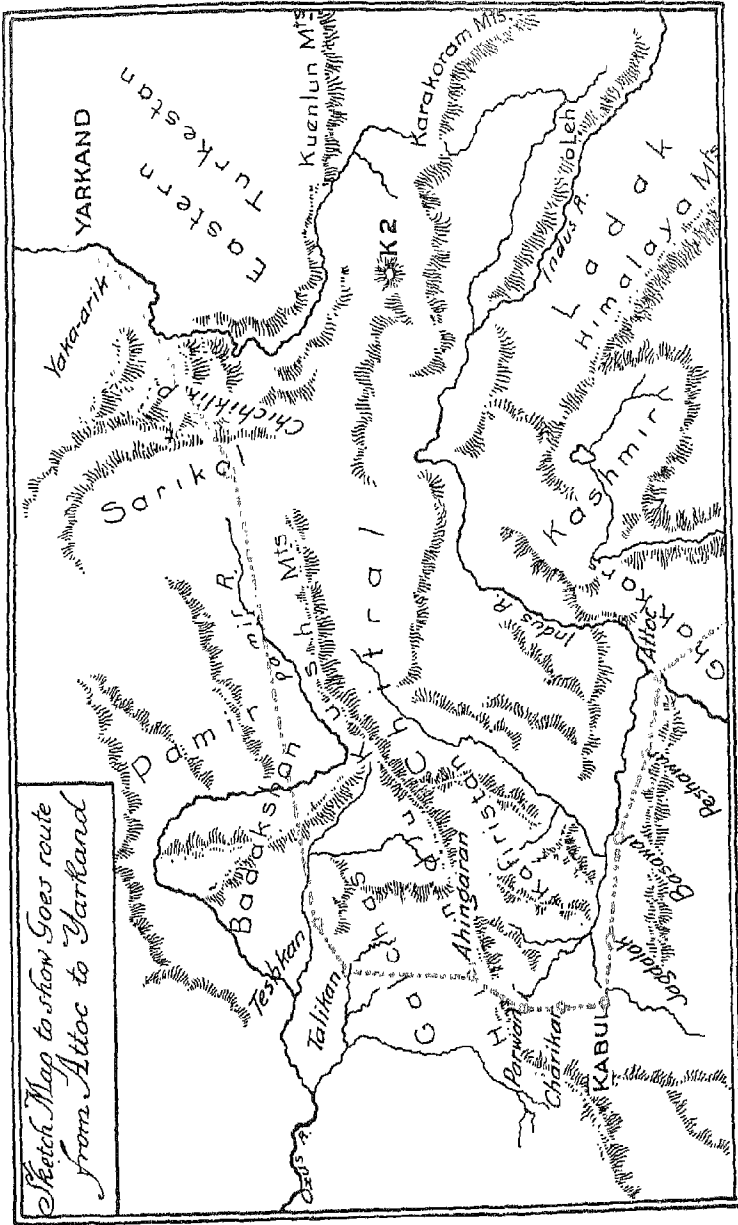 Sketch Map to show Goes route
from Attoc to Yarkand
YARKAND
Eastern
Turkestan
Kuenlun Mts
Karakoram Mts.
Yaka-arik
Chichiklik P.
Sarikol
K2
oLeh
Indus R.
Ladak
Himalaya Mts
Kashmir
Pamir
Pamir R.
Hindu Kush Mts.
Chitral
Indus R.
Ghakkar
Attoc
Badakshan
Teshkan
Talikan
Oxus R.
Ahingaran
Kafiristan
Parwan
Charikar
KABUL
Jagdalak
Basawal
Peshawar